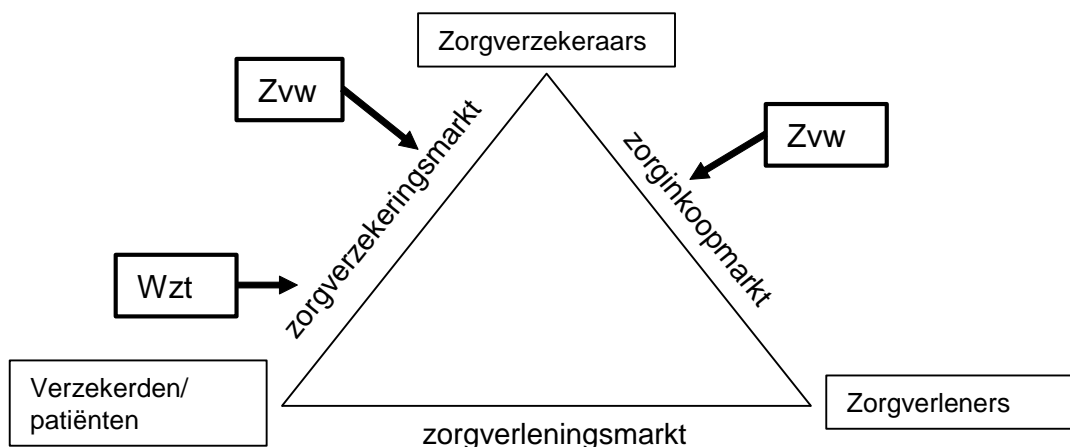 Zorgverzekeraars
Zvw
Zvw
zorgverzekeringsmarkt
zorginkoopmarkt
Wzt
Verzekerden/
patiënten
Zorgverleners
zorgverleningsmarkt